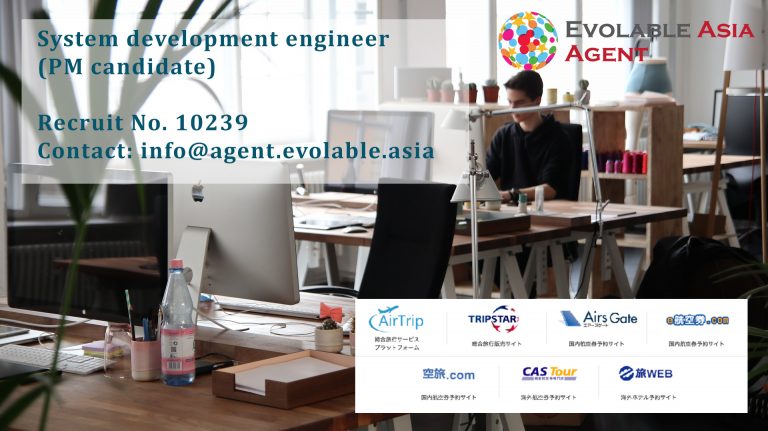 System development engineer
(PM candidate)
Recruit No. 10239
Contact: info@agent.evolable.asia
EVOLABLE ASIA
AGENT
AirTrip
総合旅行サービス
プラットフォーム
TRIPSTAR
総合旅行販売サイト
AirsGate
エアーズゲート
国内航空券予約サイト
e航空券.com
国内航空券予約サイト
空旅.com
国内航空券予約サイト
CAS Tour
海外航空券予約サイト
旅WEB
海外ホテル予約サイト